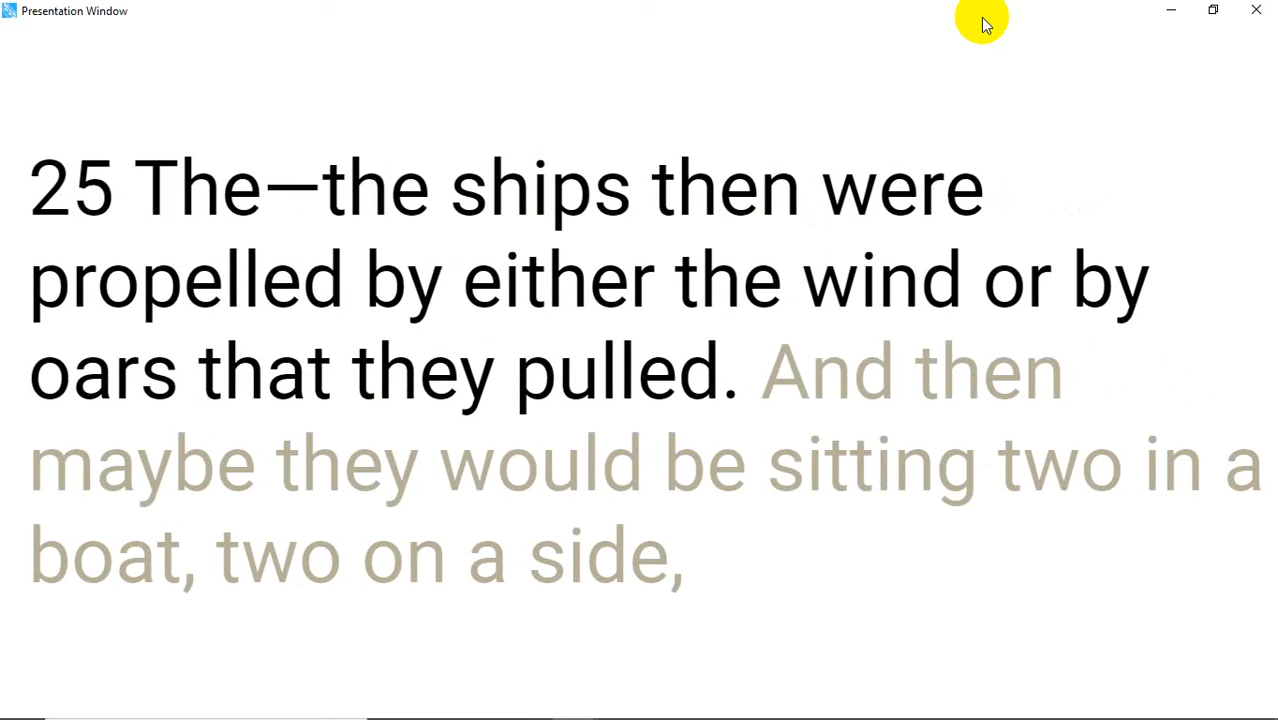 Presentation Window
25 The—the ships then were
propelled by either the wind or by
oars that they pulled. And then
maybe they would be sitting two in a
boat, two on a side,